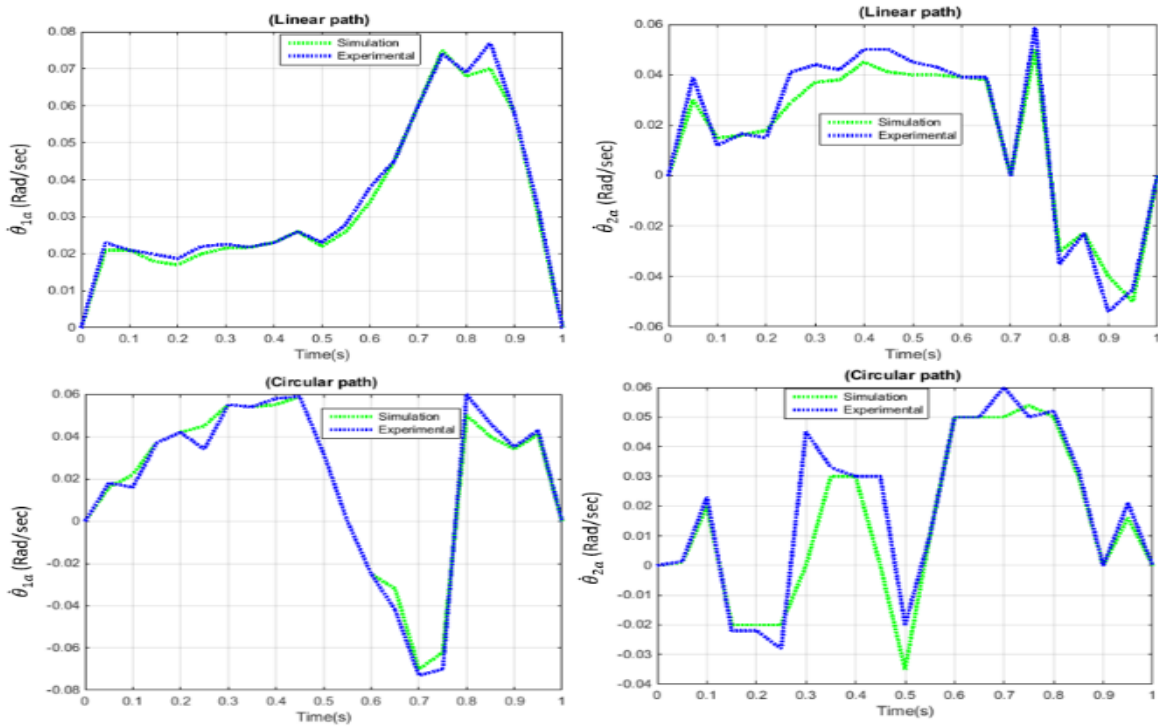 (Linear path)
0.08
0.07
0.06
0.05
0.04
0.03
0.02
0.01
0
θ̇1a (Rad/sec)
Simulation
Experimental
0 0.1 0.2 0.3 0.4 0.5 0.6 0.7 0.8 0.9 1
Time(s)
(Linear path)
0.06
0.04
0.02
0
-0.02
-0.04
-0.06
θ̇2a (Rad/sec)
Simulation
Experimental
0 0.1 0.2 0.3 0.4 0.5 0.6 0.7 0.8 0.9 1
Time(s)
(Circular path)
0.06
0.04
0.02
0
-0.02
-0.04
-0.06
-0.08
θ̇1a (Rad/sec)
Simulation
Experimental
0 0.1 0.2 0.3 0.4 0.5 0.6 0.7 0.8 0.9 1
Time(s)
(Circular path)
0.06
0.05
0.04
0.03
0.02
0.01
0
-0.01
-0.02
-0.03
-0.04
θ̇2a (Rad/sec)
Simulation
Experimental
0 0.1 0.2 0.3 0.4 0.5 0.6 0.7 0.8 0.9 1
Time(s)